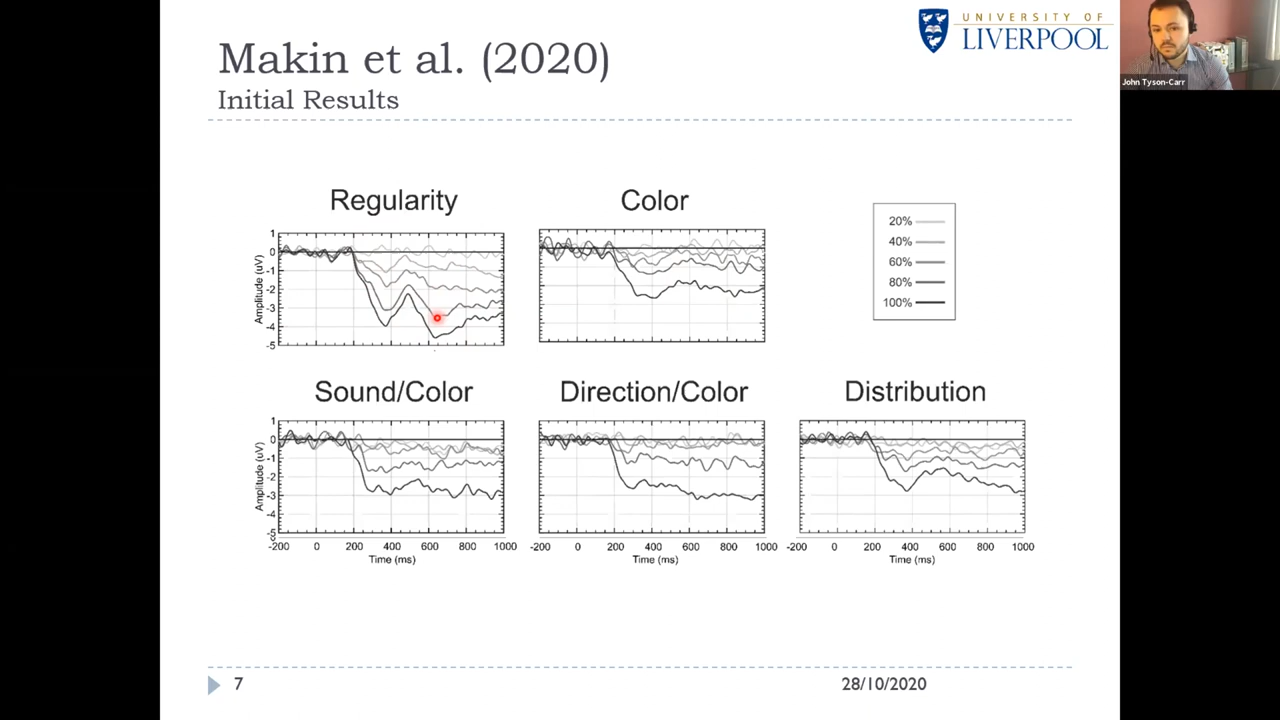 UNIVERSITY OF
LIVERPOOL
John Tyson-Carr
Makin et al. (2020)
Initial Results
Regularity
Color
1
0
-1
-2
-3
-4
-5
Amplitude (uV)
20%
40%
60%
80%
100%
Sound/Color
Direction/Color
Distribution
1
0
-1
-2
-3
-4
-5
Amplitude (uV)
-200 0 200 400 600 800 1000
-200 0 200 400 600 800 1000
-200 0 200 400 600 800 1000
Time (ms)
Time (ms)
Time (ms)
7
28/10/2020